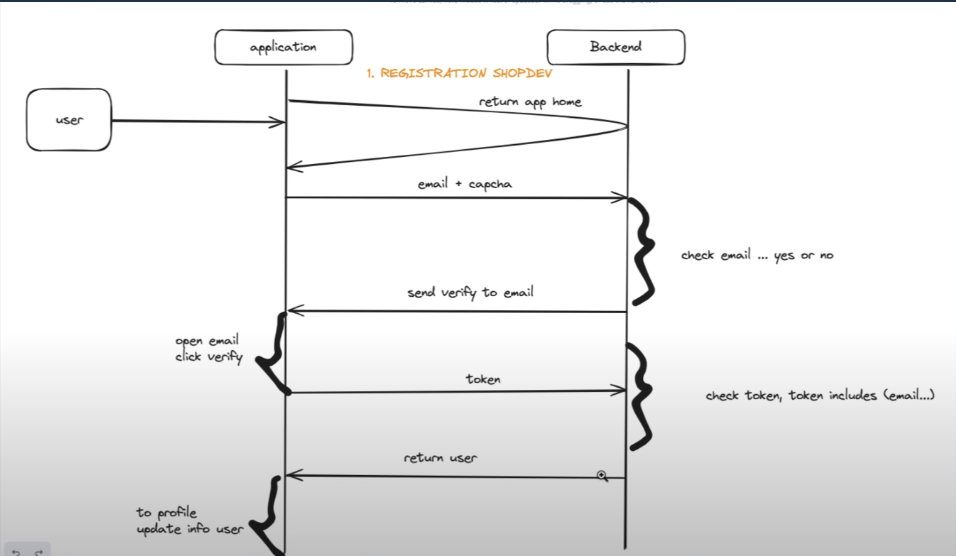 application
Backend
1. REGISTRATION SHOPDEV
return app home
user
email + capcha
check email ... yes or no
send verify to email
open email
click verify
token
check token, token includes (email...)
return user
to profile
update info user